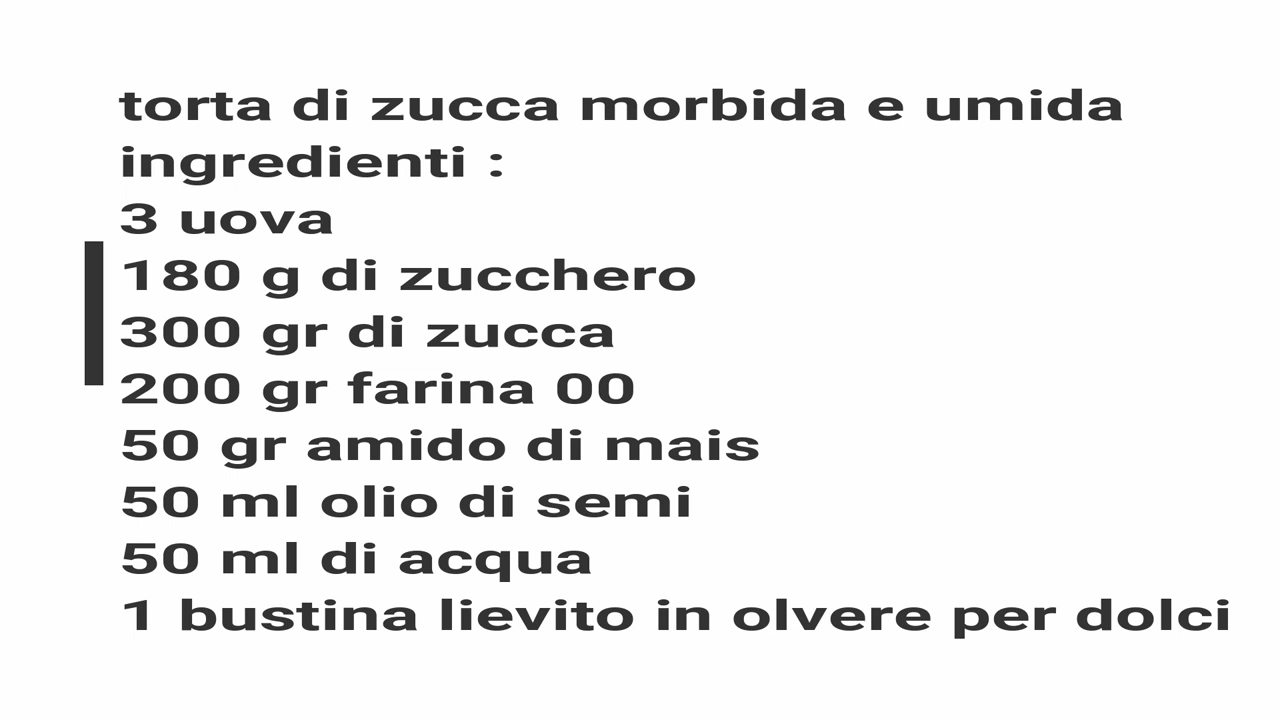 torta di zucca morbida e umida
ingredienti :
3 uova
180 g di zucchero
300 gr di zucca
200 gr farina 00
50 gr amido di mais
50 ml olio di semi
50 ml di acqua
1 bustina lievito in olvere per dolci